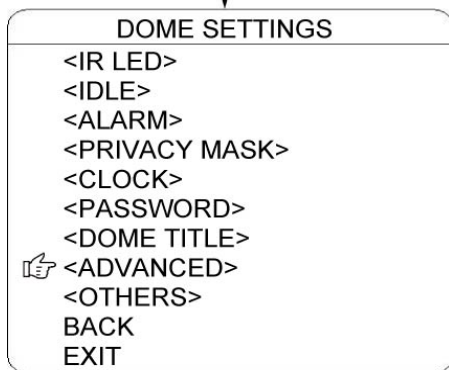 DOME SETTINGS
<IR LED>
<IDLE>
<ALARM>
<PRIVACY MASK>
<CLOCK>
<PASSWORD>
<DOME TITLE>
<ADVANCED>
<OTHERS>
BACK
EXIT